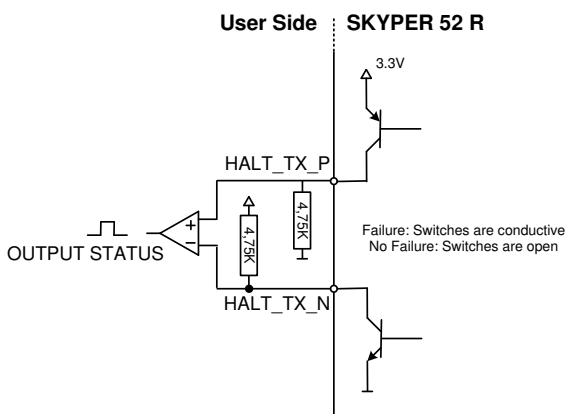 User Side SKYPER 52 R
3.3V
HALT_TX_P
4,75K
4,75K
Failure: Switches are conductive
No Failure: Switches are open
+
−
OUTPUT STATUS
HALT_TX_N